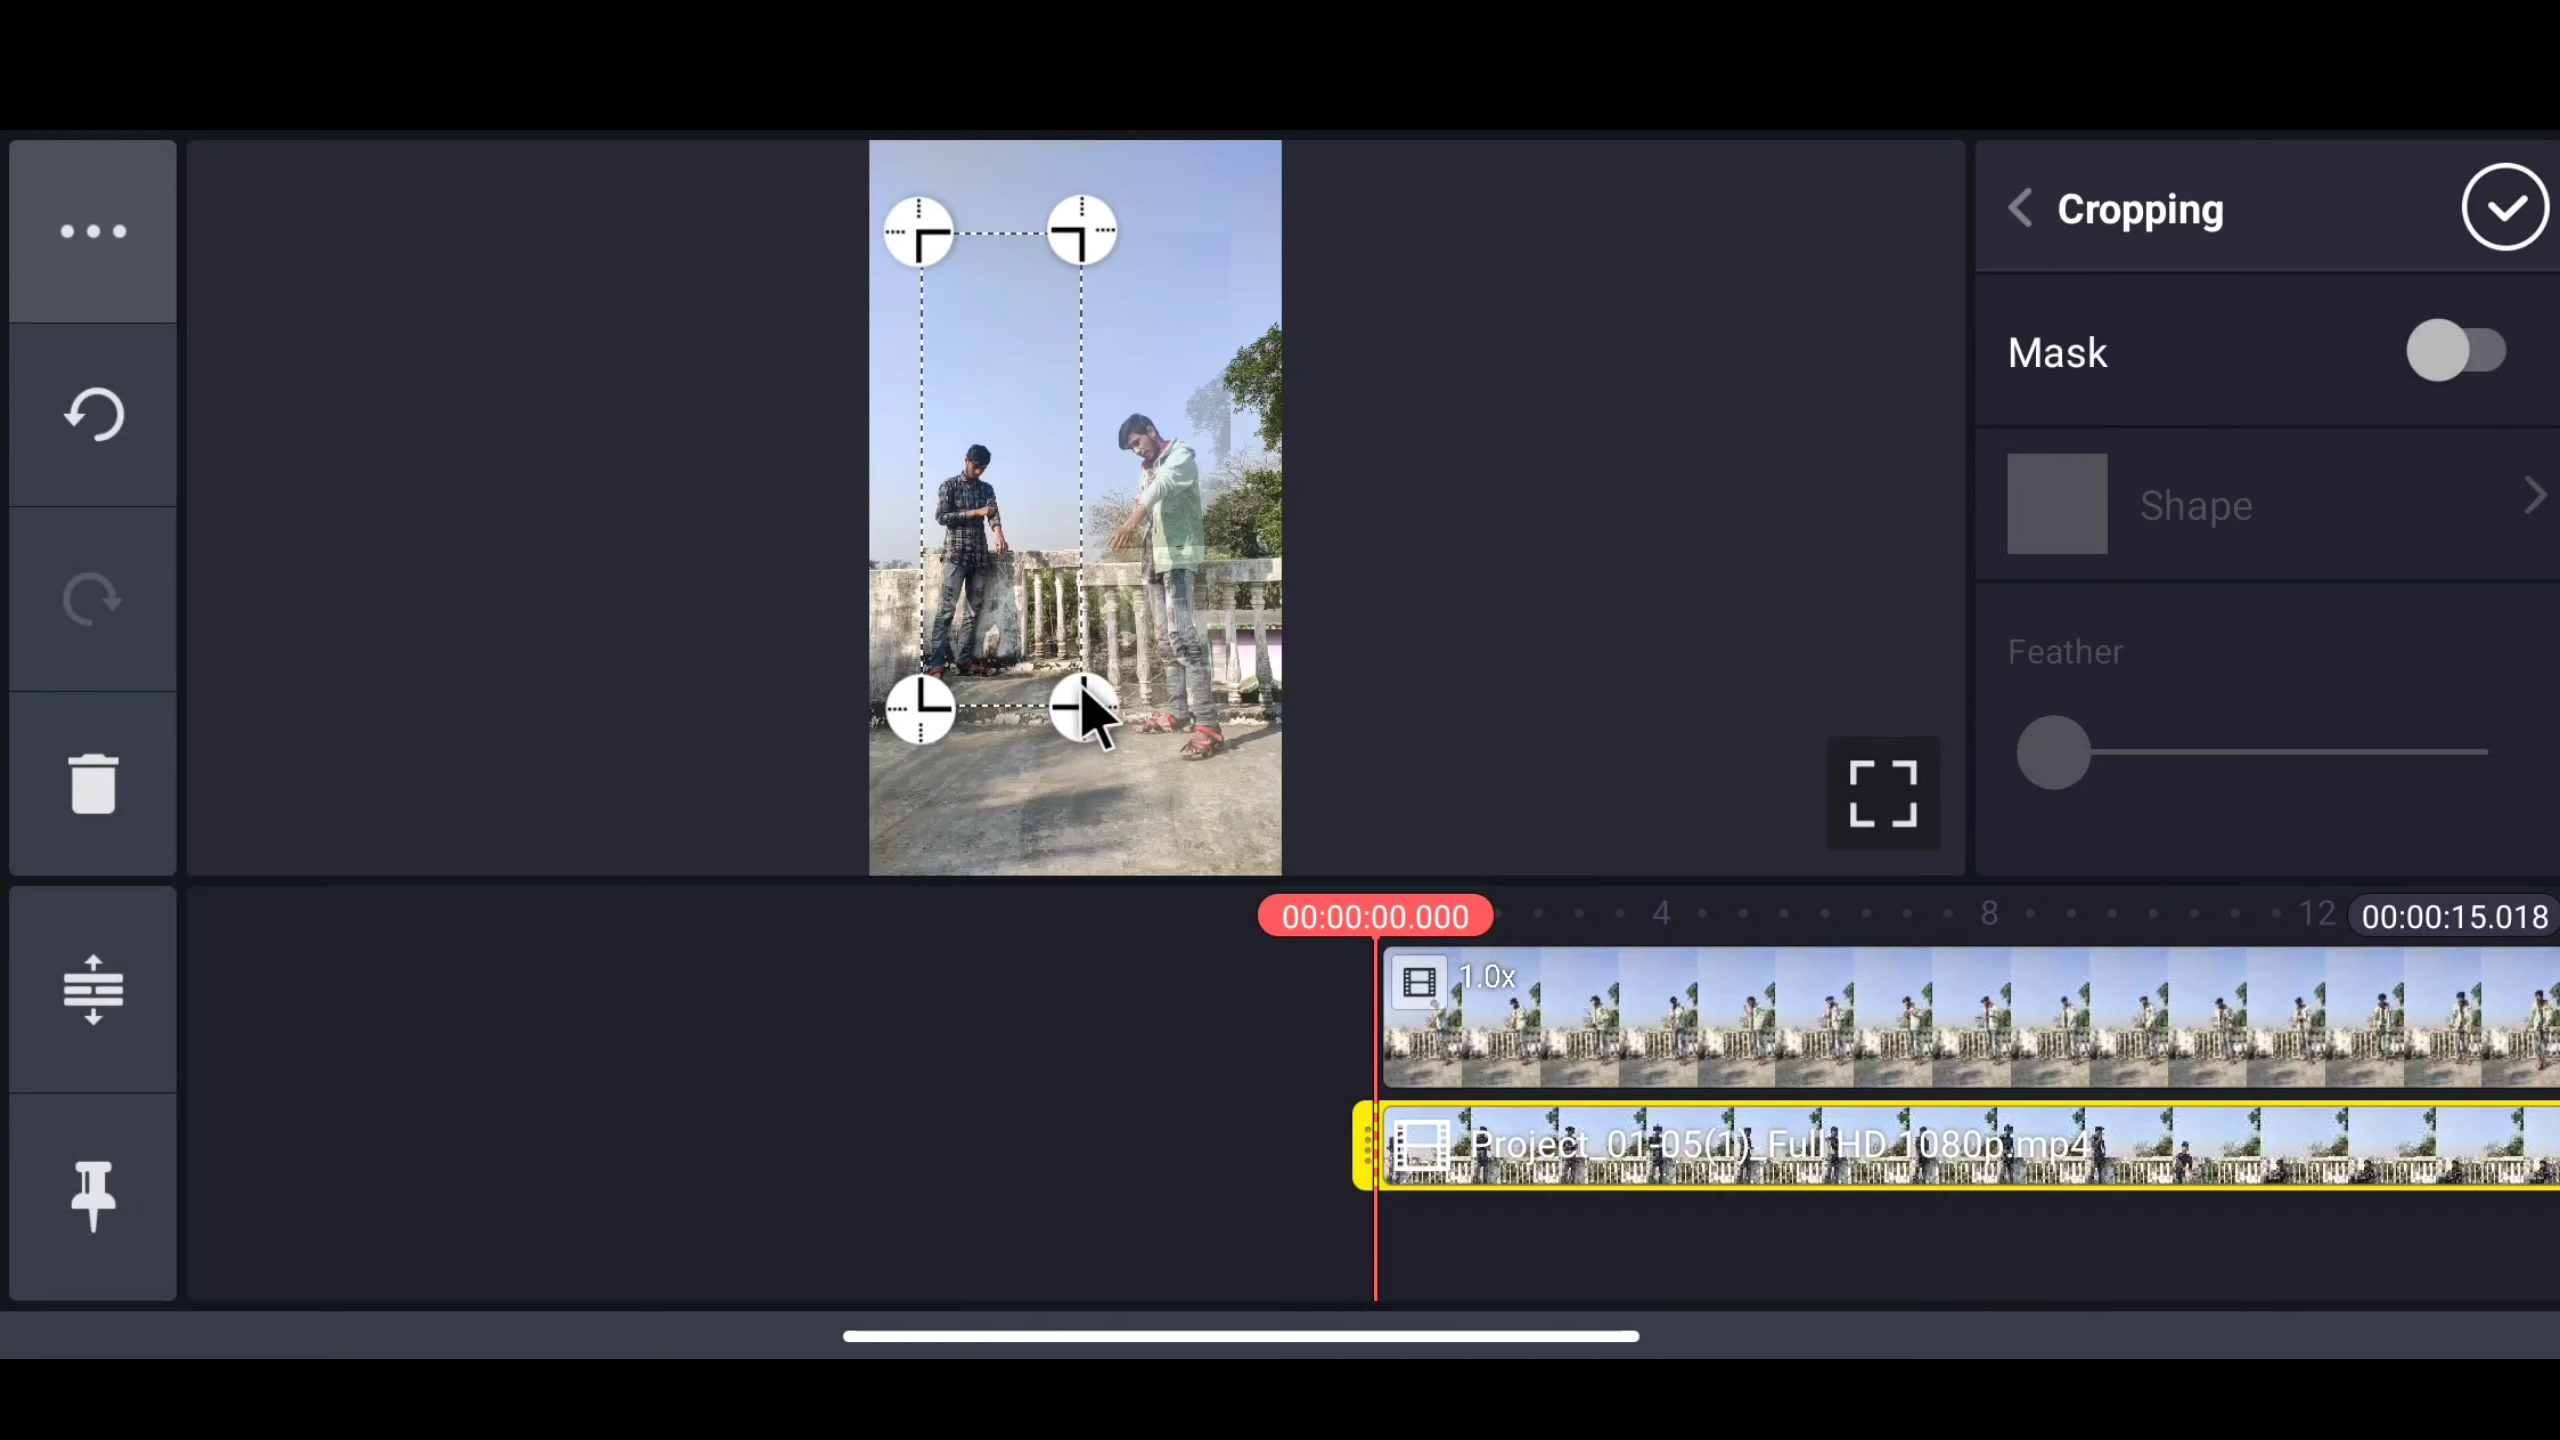 Cropping
Mask
Shape
Feather
00:00:00.000
4
8
12
00:00:15.018
1.0x
Project_01-05(1)_Full HD 1080p.mp4